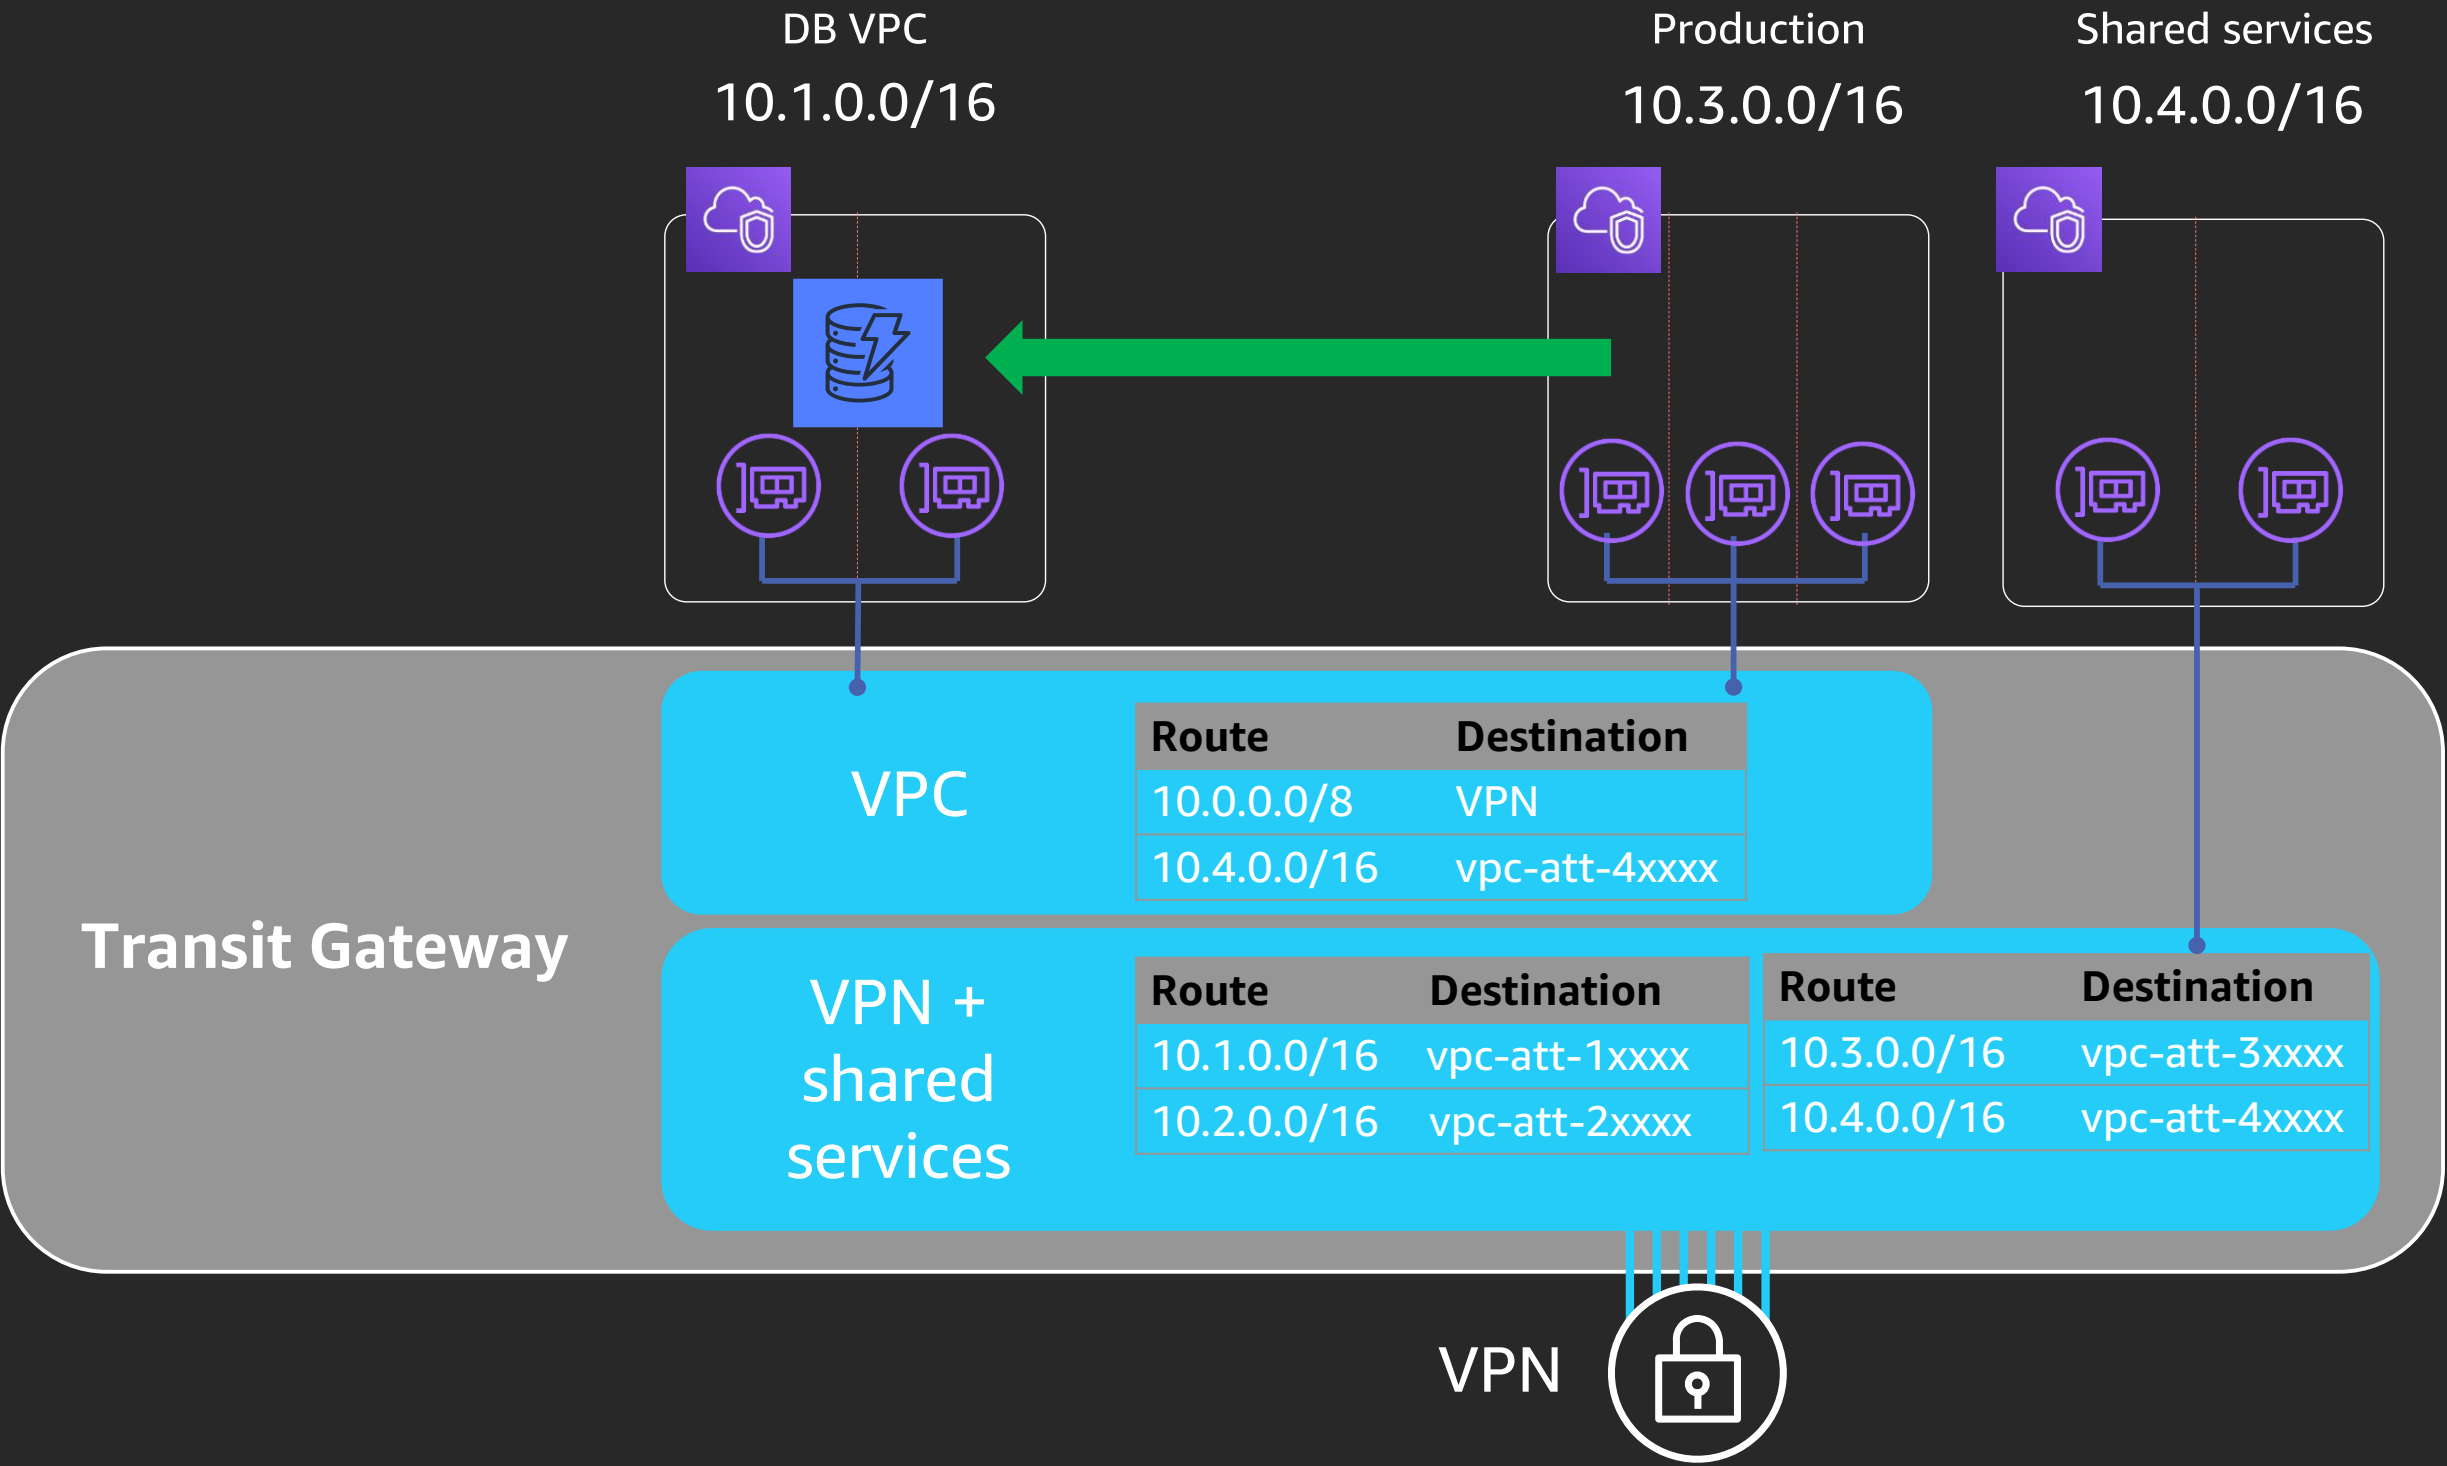 DB VPC
10.1.0.0/16
Production
10.3.0.0/16
Shared services
10.4.0.0/16
Transit Gateway
VPC
Route Destination
10.0.0.0/8 VPN
10.4.0.0/16 vpc-att-4xxxx
VPN +
shared
services
Route Destination
10.1.0.0/16 vpc-att-1xxxx
10.2.0.0/16 vpc-att-2xxxx
Route Destination
10.3.0.0/16 vpc-att-3xxxx
10.4.0.0/16 vpc-att-4xxxx
VPN